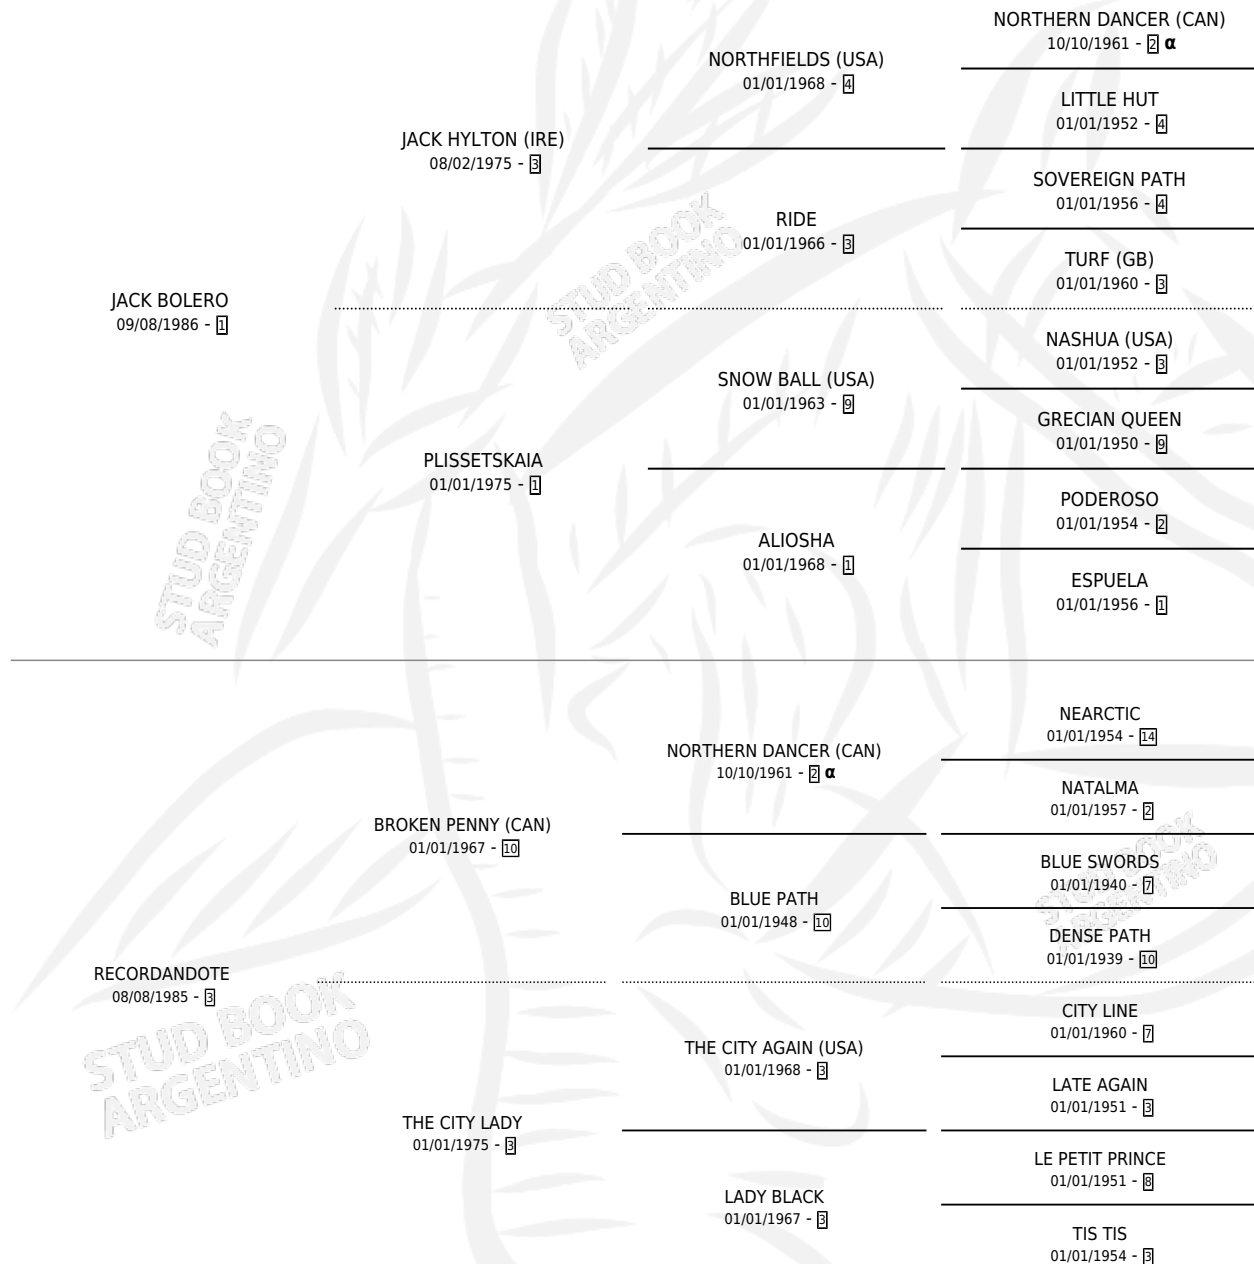 NORTHERN DANCER (CAN)
10/10/1961 - 2 α
NORTHFIELDS (USA)
01/01/1968 - 4
LITTLE HUT
01/01/1952 - 4
JACK HYLTON (IRE)
08/02/1975 - 3
SOVEREIGN PATH
01/01/1956 - 4
RIDE
01/01/1966 - 3
TURF (GB)
01/01/1960 - 3
JACK BOLERO
09/08/1986 - 1
NASHUA (USA)
01/01/1952 - 3
SNOW BALL (USA)
01/01/1963 - 9
GRECIAN QUEEN
01/01/1950 - 9
PLISSETSKAIA
01/01/1975 - 1
PODEROSO
01/01/1954 - 2
ALIOSHA
01/01/1968 - 1
ESPUELA
01/01/1956 - 1
NEARCTIC
01/01/1954 - 14
NORTHERN DANCER (CAN)
10/10/1961 - 2 α
NATALMA
01/01/1957 - 2
BROKEN PENNY (CAN)
01/01/1967 - 10
BLUE SWORDS
01/01/1940 - 7
BLUE PATH
01/01/1948 - 10
DENSE PATH
01/01/1939 - 10
RECORDANDOTE
08/08/1985 - 3
CITY LINE
01/01/1960 - 7
THE CITY AGAIN (USA)
01/01/1968 - 3
LATE AGAIN
01/01/1951 - 3
THE CITY LADY
01/01/1975 - 3
LE PETIT PRINCE
01/01/1951 - 8
LADY BLACK
01/01/1967 - 3
TIS TIS
01/01/1954 - 3
STUD BOOK
ARGENTINO
STUD BOOK
ARGENTINO
STUD BOOK
ARGENTINO
STUD BOOK
ARGENTINO